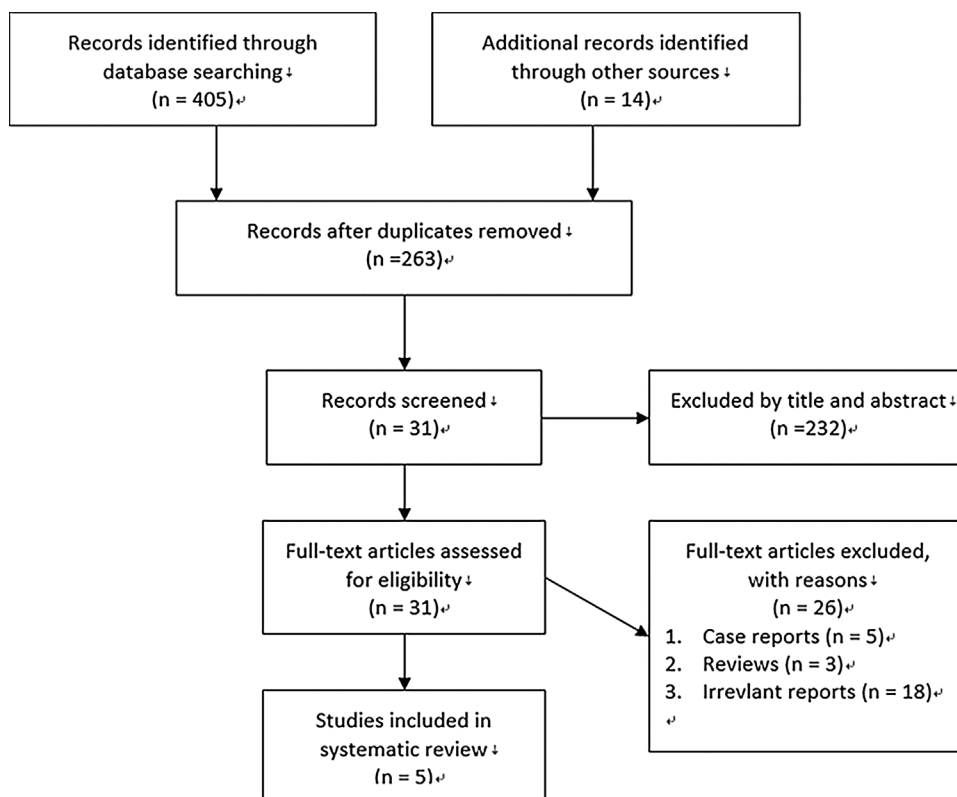 Records identified through
database searching↓
(n = 405)↵
Additional records identified
through other sources↓
(n = 14)↵
Records after duplicates removed↓
(n =263)↵
Records screened↓
(n = 31)↵
Excluded by title and abstract↓
(n =232)↵
Full-text articles assessed
for eligibility↓
(n = 31)↵
Full-text articles excluded,
with reasons↓
(n = 26)↵
1. Case reports (n = 5)↵
2. Reviews (n = 3)↵
3. Irrevlant reports (n = 18)↵
↵
Studies included in
systematic review↓
(n = 5)↵